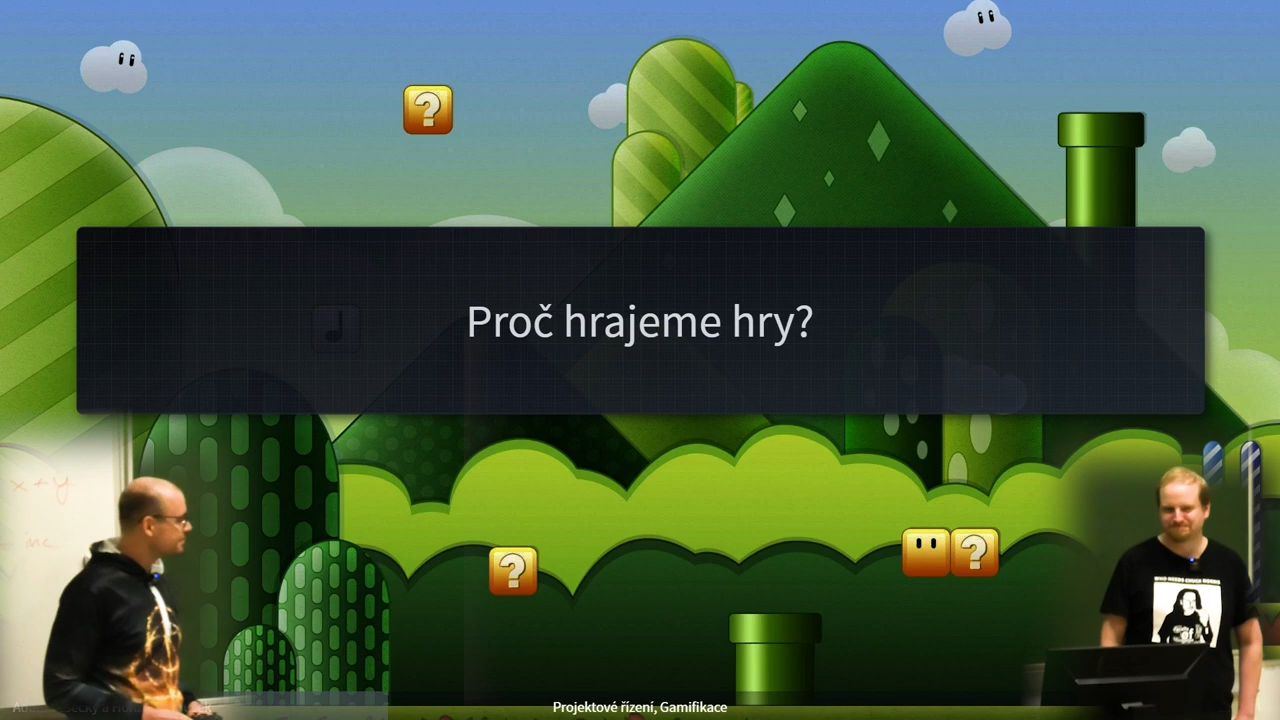 ?
Proč hrajeme hry?
x+y
?
?
Projektové řízení, Gamifikace